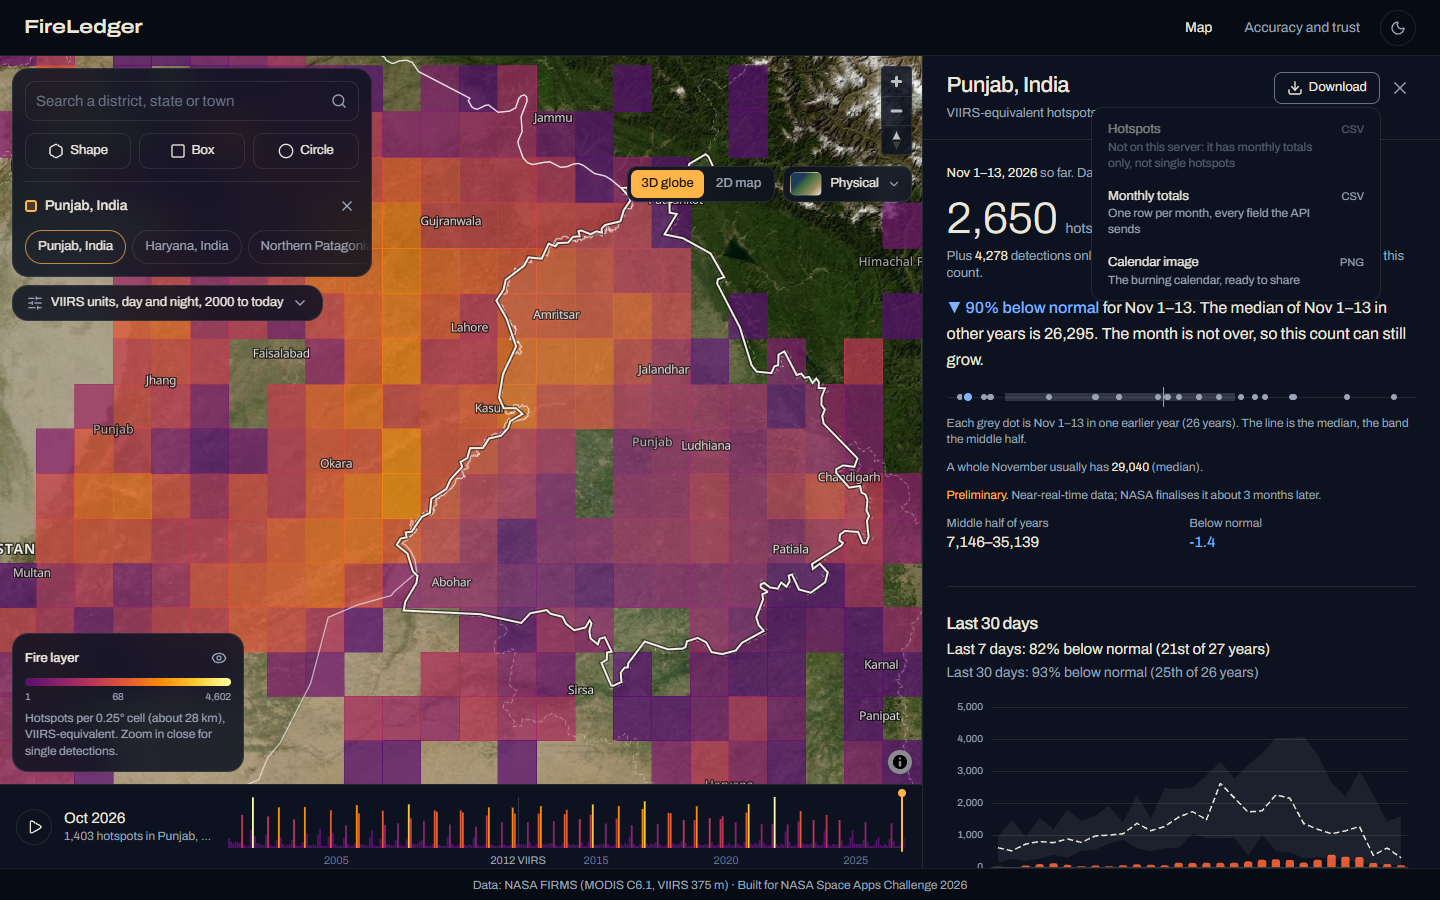 FireLedger
Map
Accuracy and trust
Search a district, state or town
Shape
Box
Circle
Punjab, India
Punjab, India
Haryana, India
Northern Patagoni
VIIRS units, day and night, 2000 to today
3D globe
2D map
Physical
Jammu
Gujranwala
Himachal P
Amritsar
Lahore
Faisalabad
Jalandhar
Jhang
Kasur
Punjab
Punjab
Ludhiana
Okara
Chandigarh
STAN
Patiala
Multan
Abohar
Karnal
Sirsa
Panipat
Fire layer
1
68
4,602
Hotspots per 0.25° cell (about 28 km),
VIIRS-equivalent. Zoom in close for
single detections.
Oct 2026
1,403 hotspots in Punjab, ...
2005
2012 VIIRS
2015
2020
2025
Punjab, India
Download
VIIRS-equivalent hotspots
Hotspots
CSV
Not on this server: it has monthly totals
only, not single hotspots
Monthly totals
CSV
One row per month, every field the API
sends
Calendar image
PNG
The burning calendar, ready to share
Nov 1–13, 2026 so far. Da
2,650 hots
Plus 4,278 detections onl
this
count.
▼ 90% below normal for Nov 1–13. The median of Nov 1–13 in
other years is 26,295. The month is not over, so this count can still
grow.
Each grey dot is Nov 1–13 in one earlier year (26 years). The line is the median, the band
the middle half.
A whole November usually has 29,040 (median).
Preliminary. Near-real-time data; NASA finalises it about 3 months later.
Middle half of years
7,146–35,139
Below normal
-1.4
Last 30 days
Last 7 days: 82% below normal (21st of 27 years)
Last 30 days: 93% below normal (25th of 26 years)
5,000
4,000
3,000
2,000
1,000
0
Data: NASA FIRMS (MODIS C6.1, VIIRS 375 m) · Built for NASA Space Apps Challenge 2026